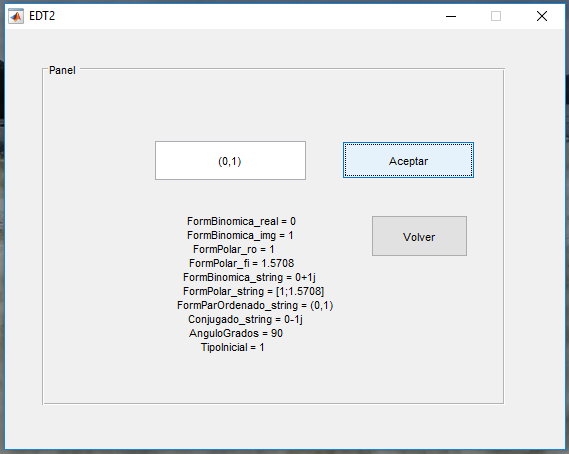 EDT2
Panel
(0,1)
Aceptar
FormBinomica_real = 0
FormBinomica_img = 1
FormPolar_ro = 1
FormPolar_fi = 1.5708
FormBinomica_string = 0+1j
FormPolar_string = [1;1.5708]
FormParOrdenado_string = (0,1)
Conjugado_string = 0-1j
AnguloGrados = 90
TipoInicial = 1
Volver